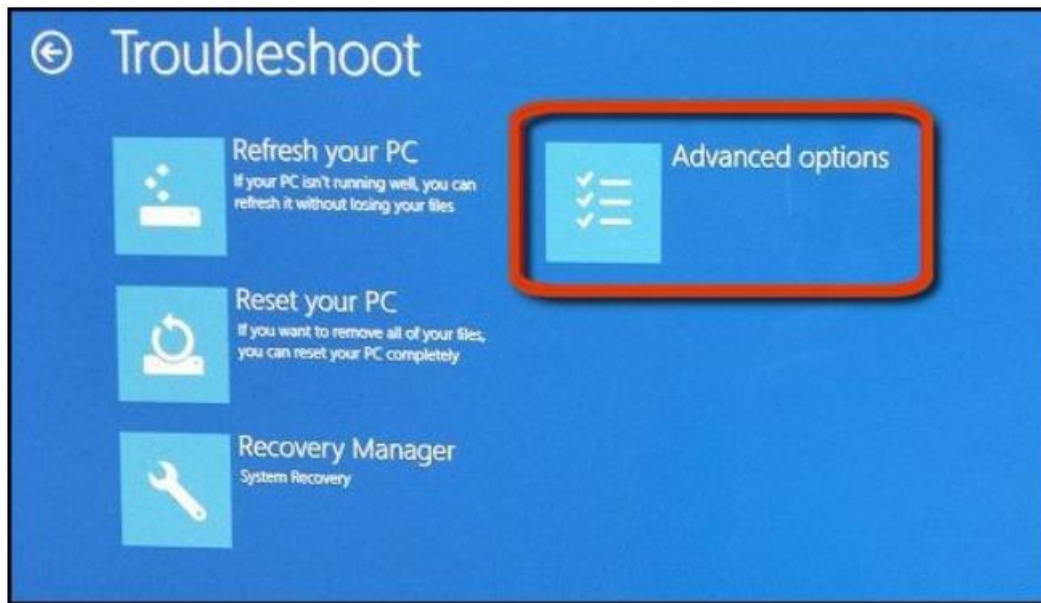 Troubleshoot
Refresh your PC
If your PC isn't running well, you can
refresh it without losing your files
Advanced options
Reset your PC
If you want to remove all of your files,
you can reset your PC completely
Recovery Manager
System Recovery